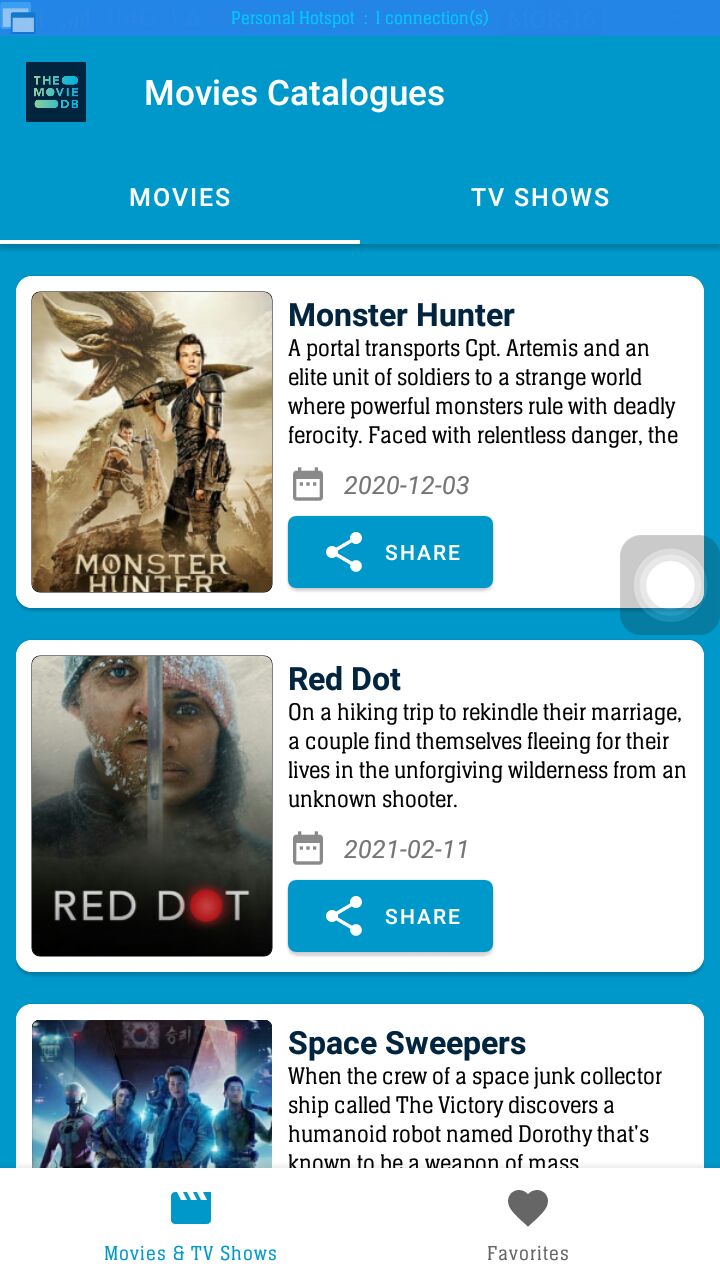 Personal Hotspot : 1 connection(s)
THE
MOVIE
DB
Movies Catalogues
MOVIES
TV SHOWS
MONSTER
HUNTER
Monster Hunter
A portal transports Cpt. Artemis and an
elite unit of soldiers to a strange world
where powerful monsters rule with deadly
ferocity. Faced with relentless danger, the
2020-12-03
SHARE
RED DOT
Red Dot
On a hiking trip to rekindle their marriage,
a couple find themselves fleeing for their
lives in the unforgiving wilderness from an
unknown shooter.
2021-02-11
SHARE
승리
Space Sweepers
When the crew of a space junk collector
ship called The Victory discovers a
humanoid robot named Dorothy that's
known to be a weapon of mass
Movies & TV Shows
Favorites